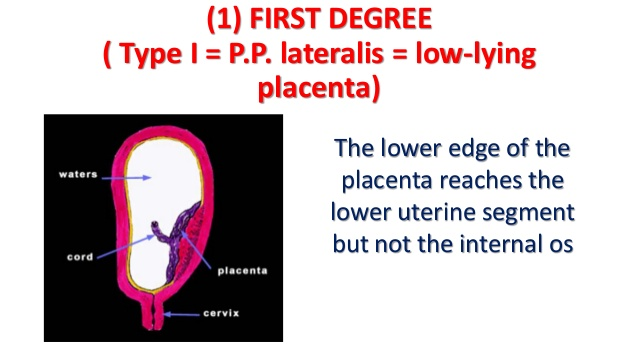 (1) FIRST DEGREE
( Type I = P.P. lateralis = low-lying
placenta)
waters
cord
placenta
cervix
The lower edge of the
placenta reaches the
lower uterine segment
but not the internal os